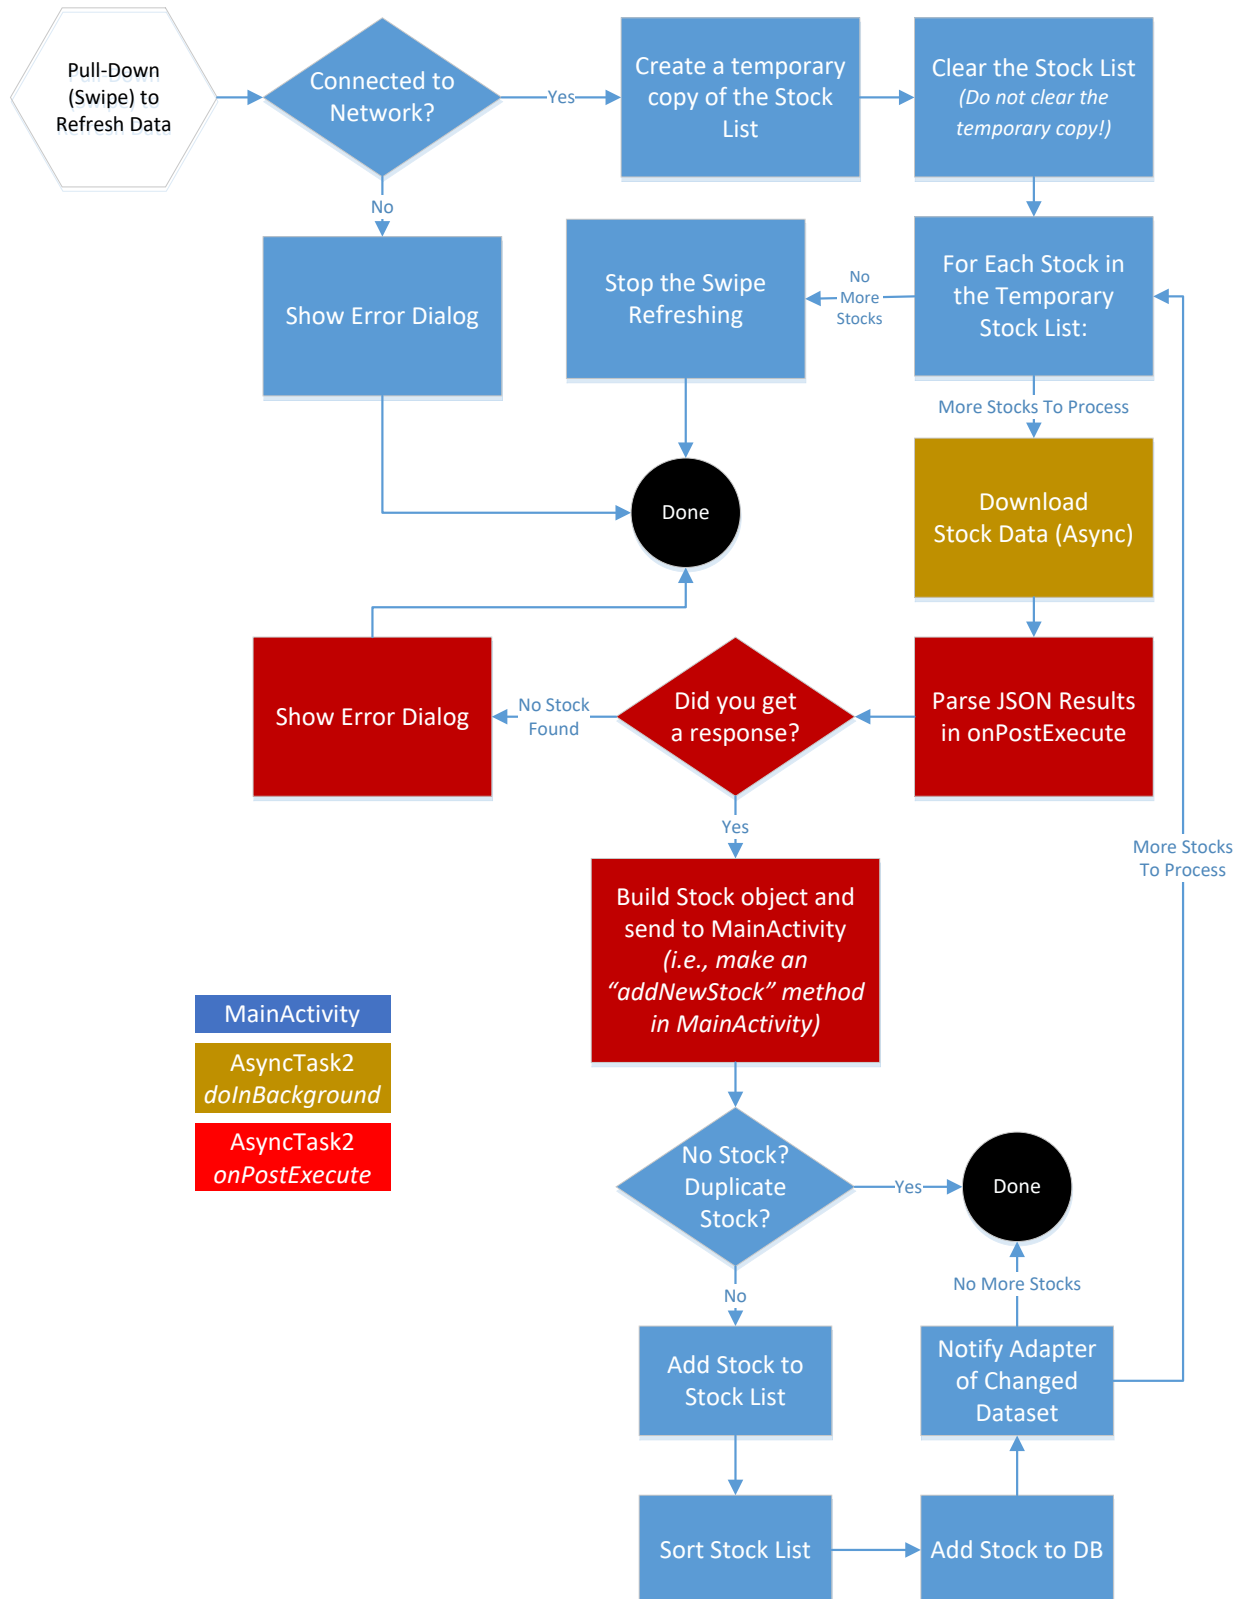 Pull-Down
(Swipe) to
Refresh Data
Connected to
Network?
Yes
Create a temporary
copy of the Stock
List
Clear the Stock List
(Do not clear the
temporary copy!)
No
Show Error Dialog
Stop the Swipe
Refreshing
No
More
Stocks
For Each Stock in
the Temporary
Stock List:
More Stocks To Process
Done
Download
Stock Data (Async)
Show Error Dialog
No Stock
Found
Did you get
a response?
Parse JSON Results
in onPostExecute
Yes
More Stocks
To Process
Build Stock object and
send to MainActivity
(i.e., make an
“addNewStock” method
in MainActivity)
MainActivity
AsyncTask2
doInBackground
AsyncTask2
onPostExecute
No Stock?
Duplicate
Stock?
Yes
Done
No
No More Stocks
Add Stock to
Stock List
Notify Adapter
of Changed
Dataset
Sort Stock List
Add Stock to DB